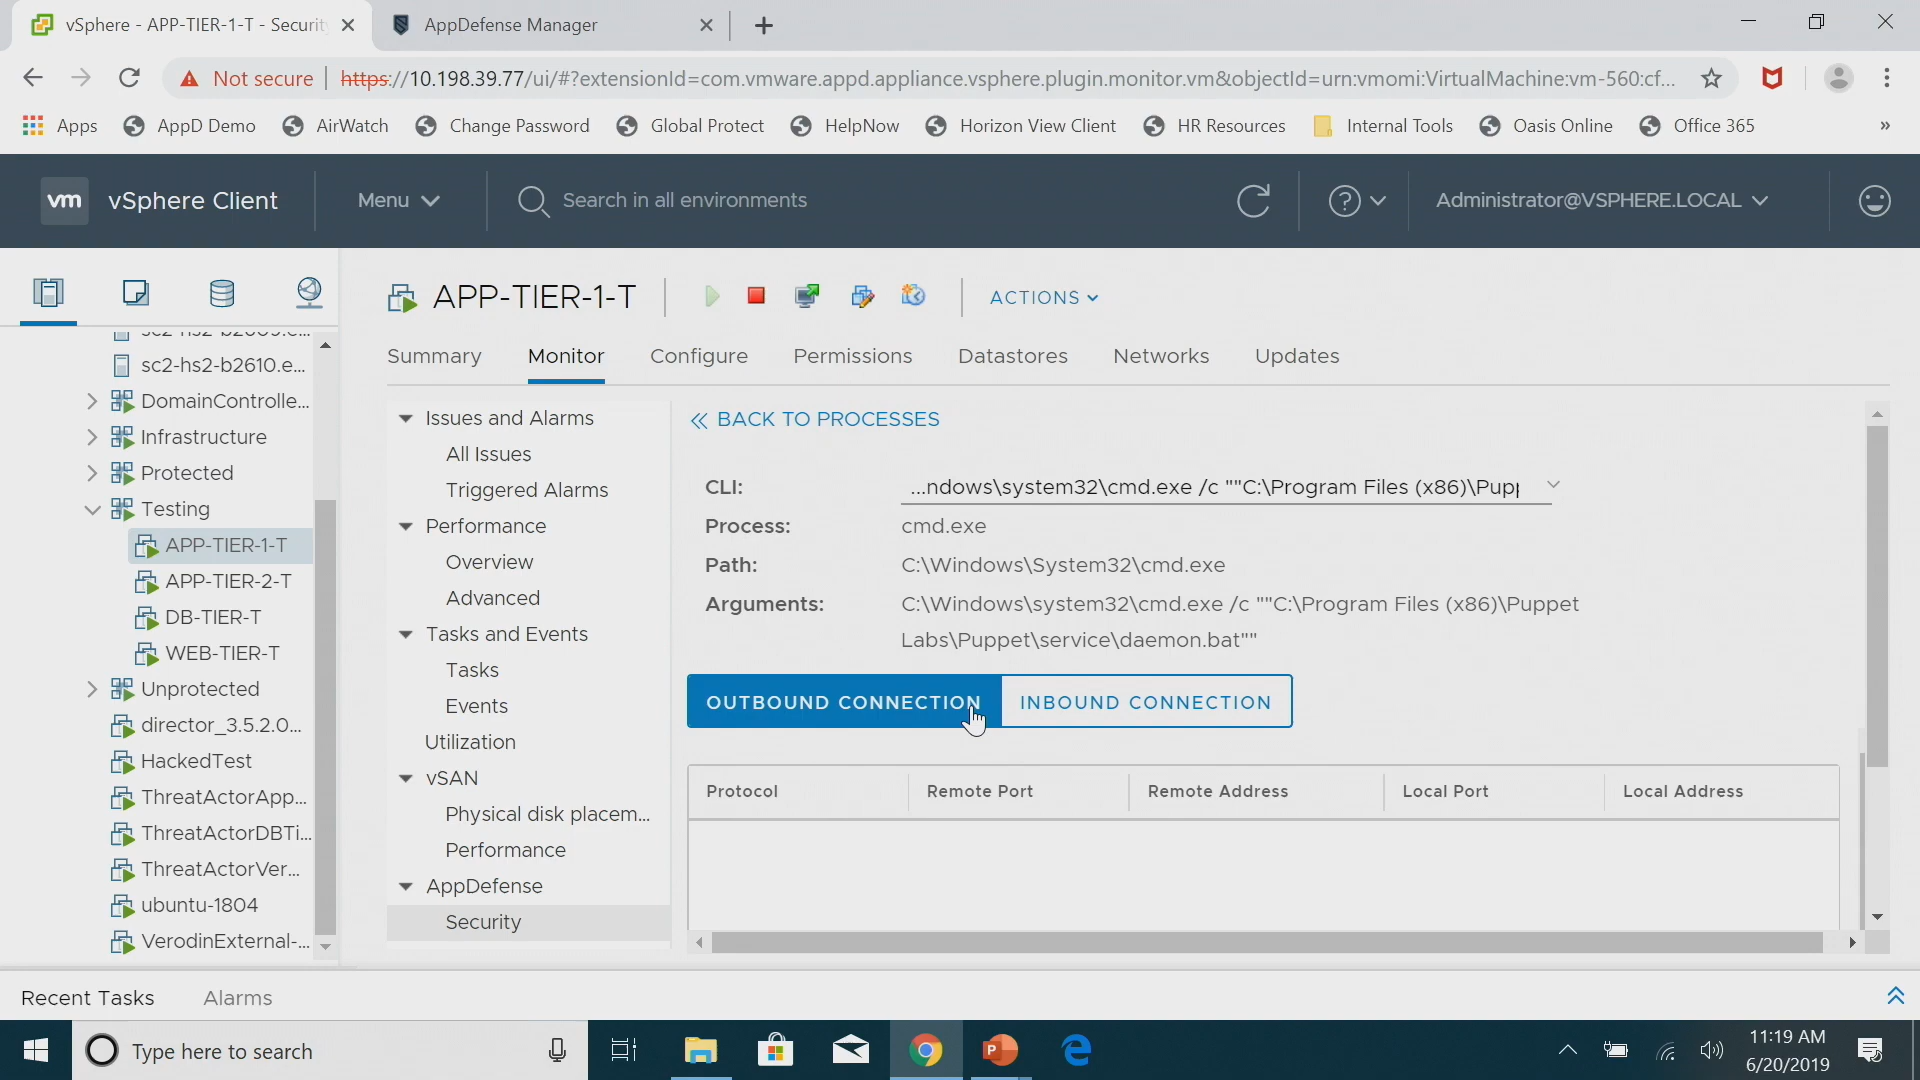 vSphere - APP-TIER-1-T - Securit
AppDefense Manager
Not secure
https://10.198.39.77/ui/#?extensionId=com.vmware.appd.appliance.vsphere.plugin.monitor.vm&objectId=urn:vmomi:VirtualMachine:vm-560:cf...
Apps
AppD Demo
AirWatch
Change Password
Global Protect
HelpNow
Horizon View Client
HR Resources
Internal Tools
Oasis Online
Office 365
»
vm
vSphere Client
Menu
Search in all environments
Administrator@VSPHERE.LOCAL
sc2-hs2-b2609.e...
sc2-hs2-b2610.e...
DomainControlle...
Infrastructure
Protected
Testing
APP-TIER-1-T
APP-TIER-2-T
DB-TIER-T
WEB-TIER-T
Unprotected
director_3.5.2.0...
HackedTest
ThreatActorApp...
ThreatActorDBTi...
ThreatActorVer...
ubuntu-1804
VerodinExternal-...
APP-TIER-1-T
ACTIONS
Summary
Monitor
Configure
Permissions
Datastores
Networks
Updates
Issues and Alarms
All Issues
Triggered Alarms
Performance
Overview
Advanced
Tasks and Events
Tasks
Events
Utilization
vSAN
Physical disk placem...
Performance
AppDefense
Security
BACK TO PROCESSES
CLI: ...ndows\system32\cmd.exe /c ""C:\Program Files (x86)\Pupp
Process: cmd.exe
Path: C:\Windows\System32\cmd.exe
Arguments: C:\Windows\system32\cmd.exe /c ""C:\Program Files (x86)\Puppet
Labs\Puppet\service\daemon.bat""
OUTBOUND CONNECTION
INBOUND CONNECTION
Protocol
Remote Port
Remote Address
Local Port
Local Address
Recent Tasks
Alarms
Type here to search
11:19 AM
6/20/2019